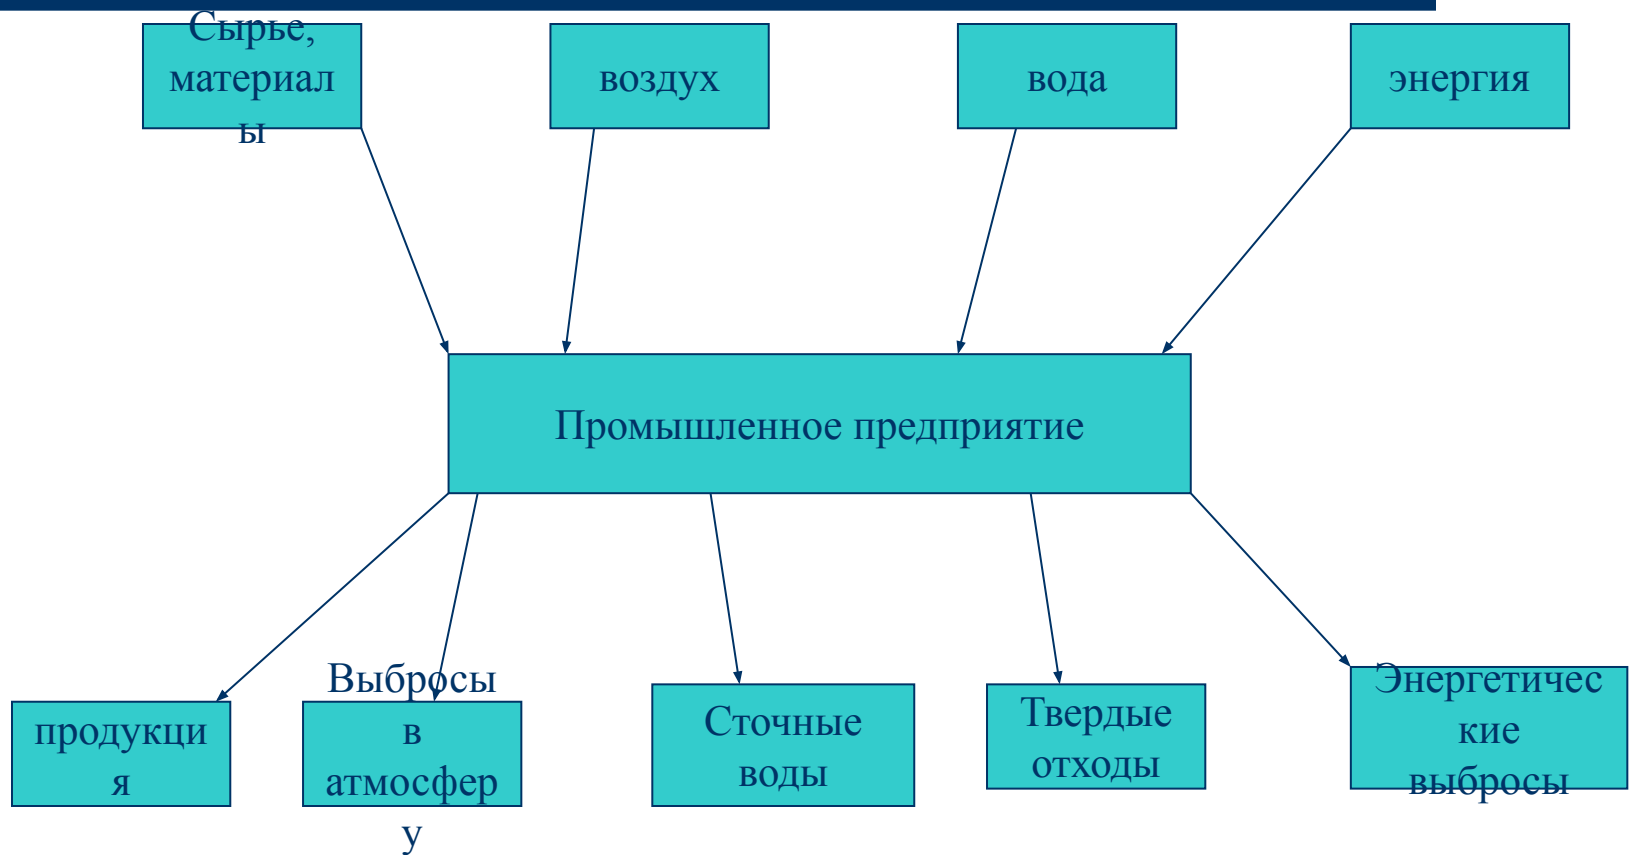 Сырье,
материал
ы
воздух
вода
энергия
Промышленное предприятие
продукци
я
Выбросы
в
атмосфер
у
Сточные
воды
Твердые
отходы
Энергетичес
кие
выбросы